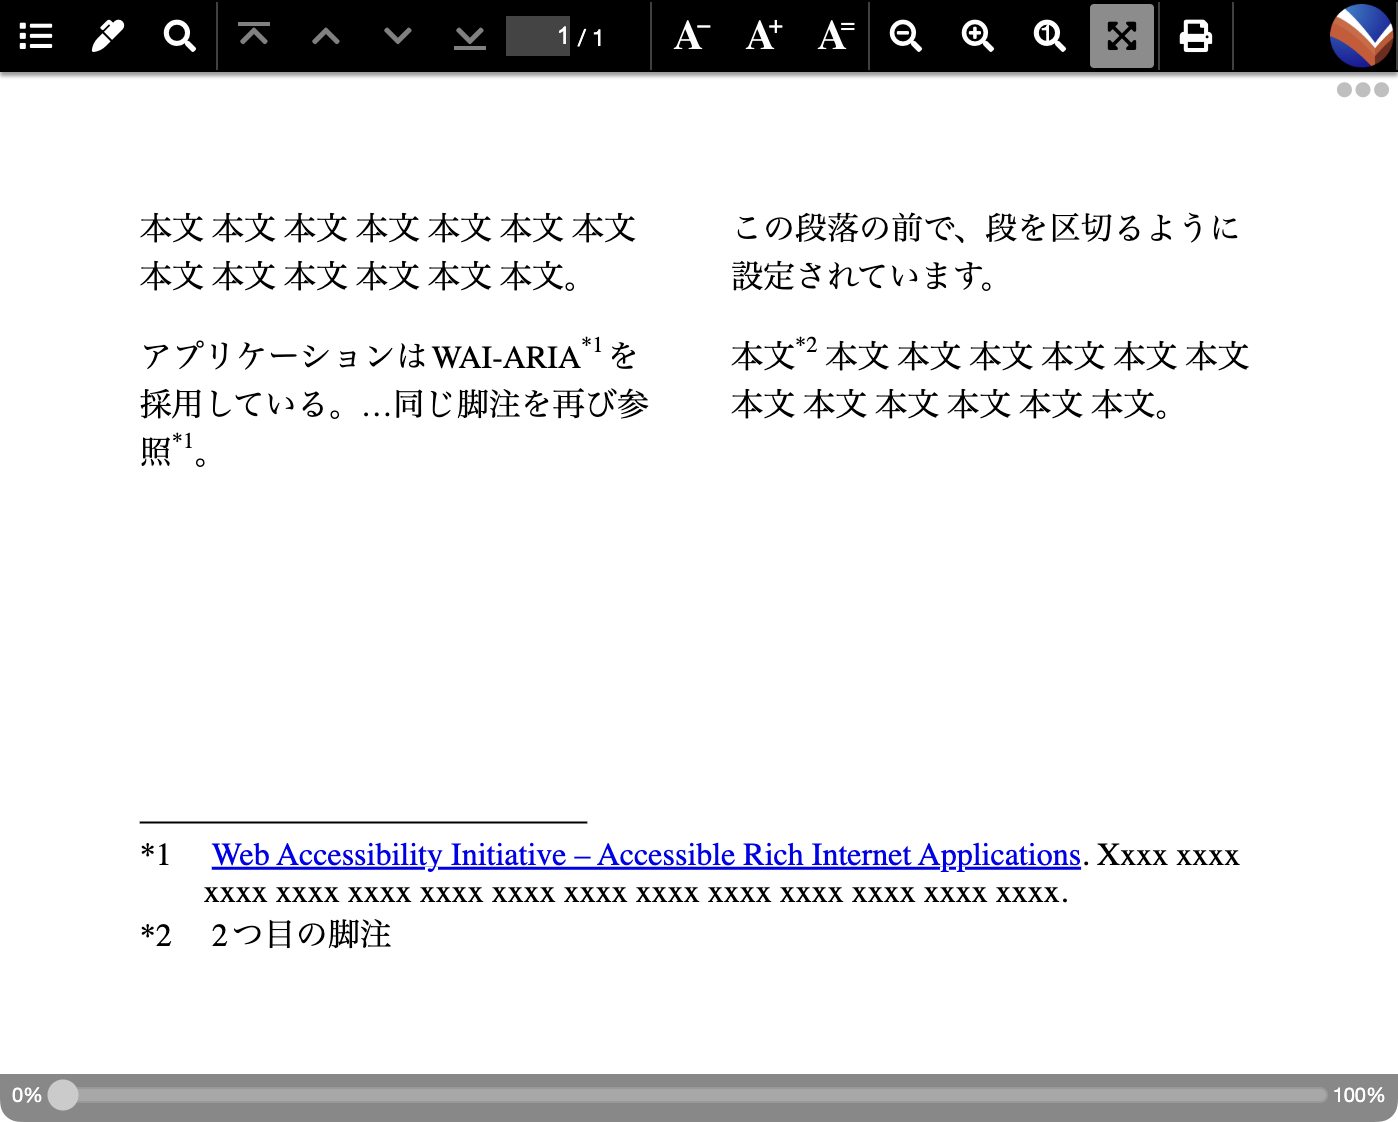 1 / 1
A− A+ A=
本文 本文 本文 本文 本文 本文 本文
本文 本文 本文 本文 本文 本文。
アプリケーションは WAI-ARIA*1 を
採用している。…同じ脚注を再び参
照*1。
この段落の前で、段を区切るように
設定されています。
本文*2 本文 本文 本文 本文 本文 本文
本文 本文 本文 本文 本文 本文。
*1 Web Accessibility Initiative – Accessible Rich Internet Applications. Xxxx xxxx
xxxx xxxx xxxx xxxx xxxx xxxx xxxx xxxx xxxx xxxx xxxx xxxx.
*2 2つ目の脚注
0% 100%